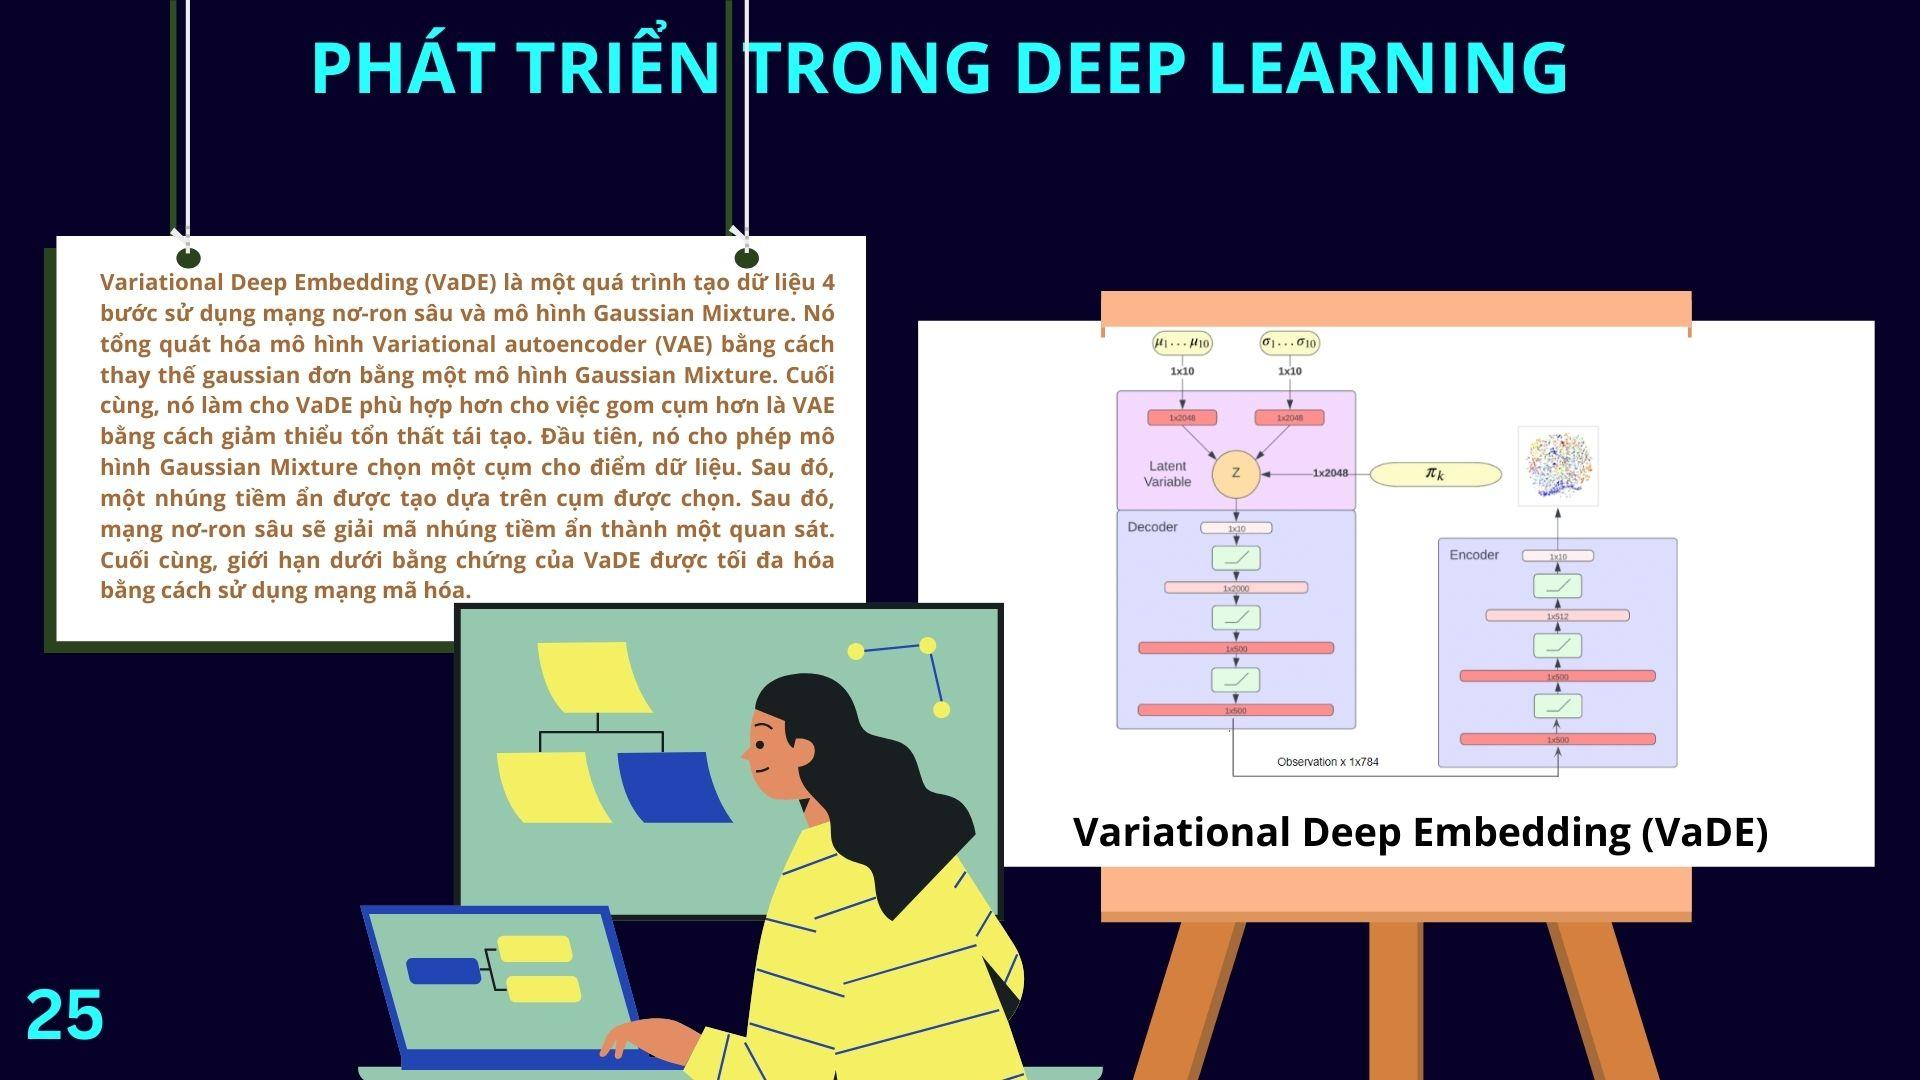 PHÁT TRIỂN TRONG DEEP LEARNING
Variational Deep Embedding (VaDE) là một quá trình tạo dữ liệu 4
bước sử dụng mạng nơ-ron sâu và mô hình Gaussian Mixture. Nó
tổng quát hóa mô hình Variational autoencoder (VAE) bằng cách
thay thế gaussian đơn bằng một mô hình Gaussian Mixture. Cuối
cùng, nó làm cho VaDE phù hợp hơn cho việc gom cụm hơn là VAE
bằng cách giảm thiểu tổn thất tái tạo. Đầu tiên, nó cho phép mô
hình Gaussian Mixture chọn một cụm cho điểm dữ liệu. Sau đó,
một nhúng tiềm ẩn được tạo dựa trên cụm được chọn. Sau đó,
mạng nơ-ron sâu sẽ giải mã nhúng tiềm ẩn thành một quan sát.
Cuối cùng, giới hạn dưới bằng chứng của VaDE được tối đa hóa
bằng cách sử dụng mạng mã hóa.
μ₁...μ₁₀
σ₁...σ₁₀
1x10
1x10
1x2048
1x2048
Latent
Variable
Z
1x2048
πₖ
Decoder
1x10
1x2000
1x500
1x500
Encoder
1x10
1x512
1x500
1x500
Observation x 1x784
Variational Deep Embedding (VaDE)
25